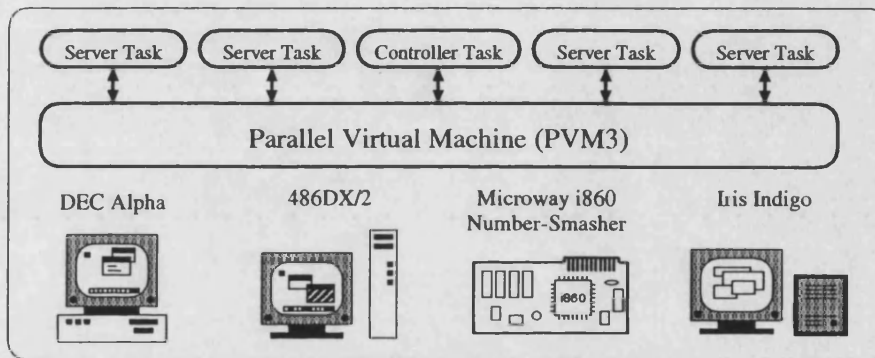 Server Task
Server Task
Controller Task
Server Task
Server Task
Parallel Virtual Machine (PVM3)
DEC Alpha
486DX/2
Microway i860
Number-Smasher
Iris Indigo
i860